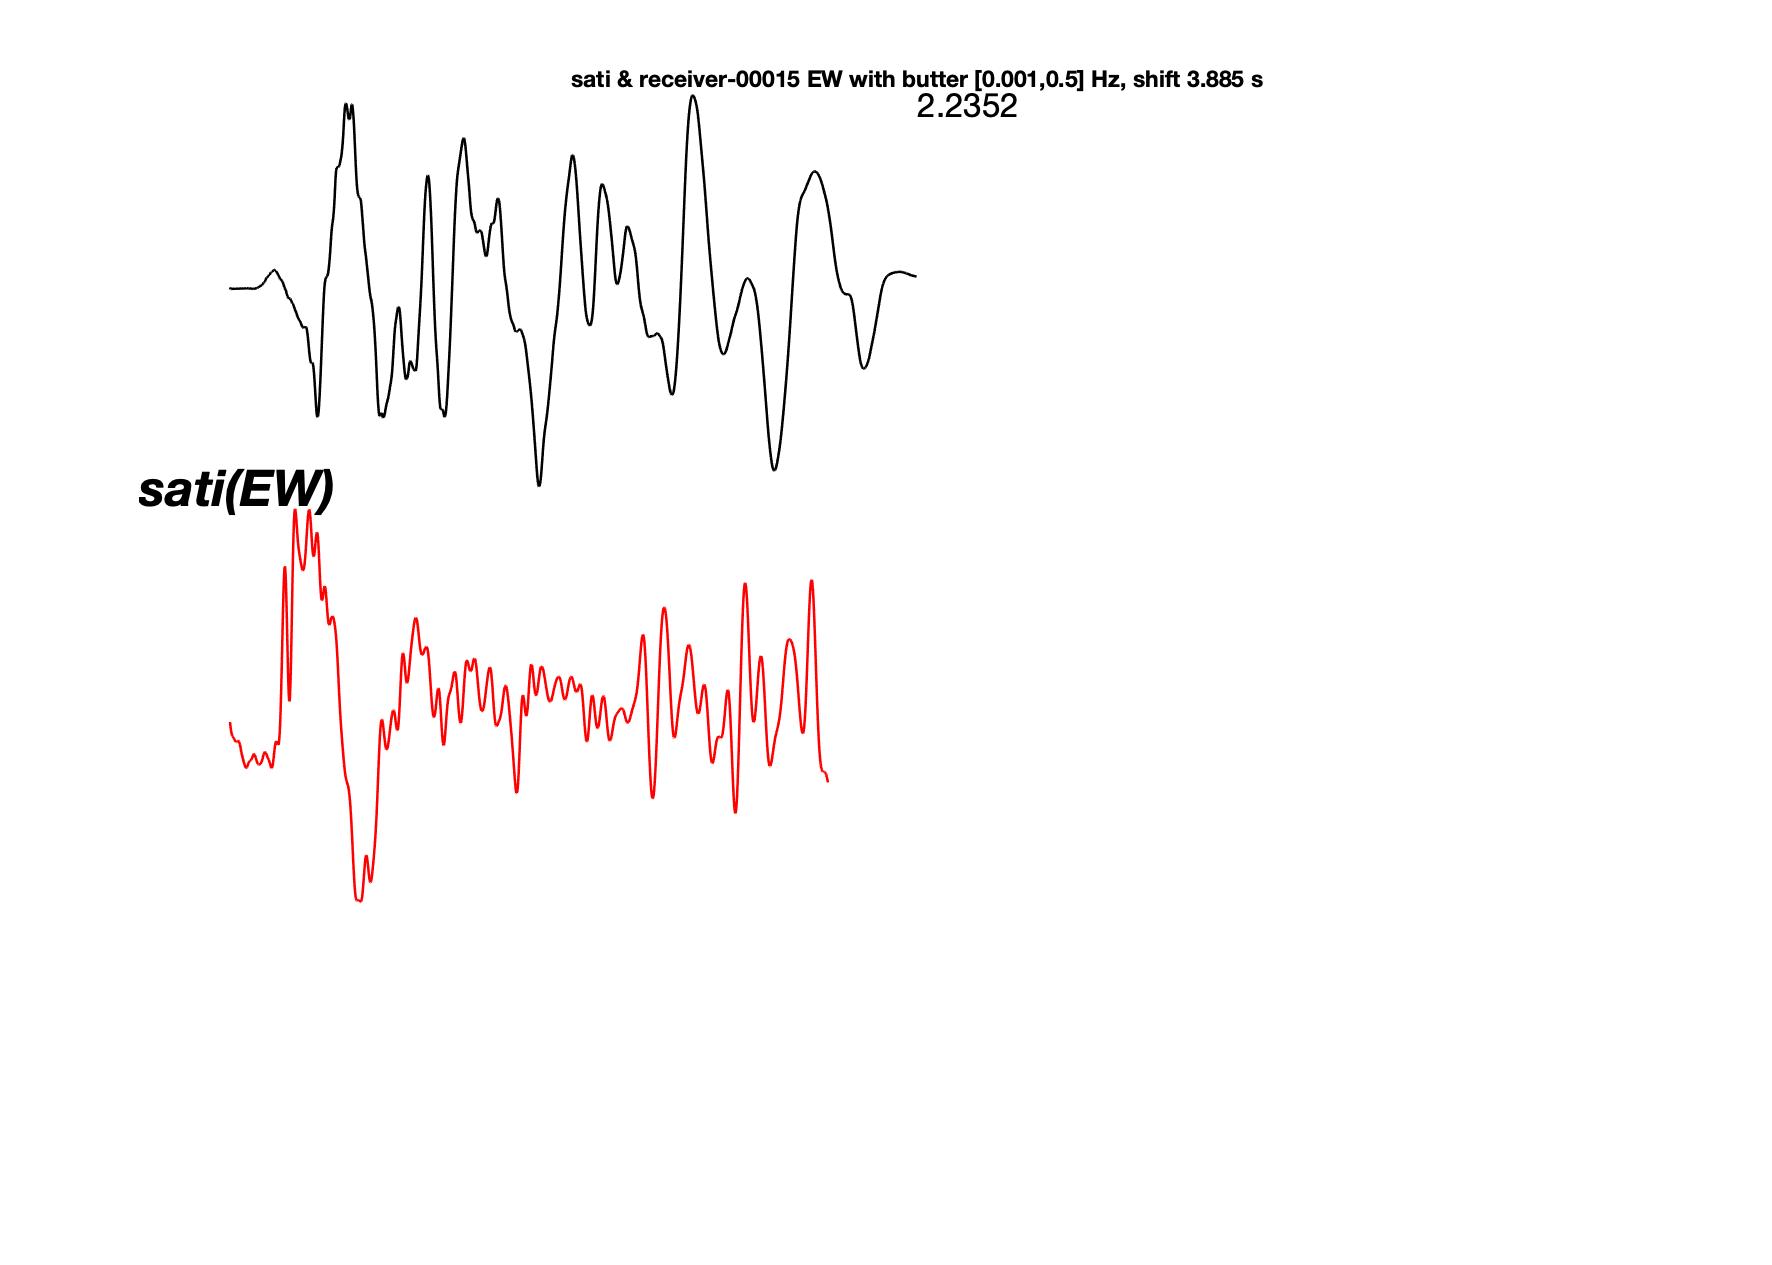 sati & receiver-00015 EW with butter [0.001,0.5] Hz, shift 3.885 s
2.2352
sati(EW)